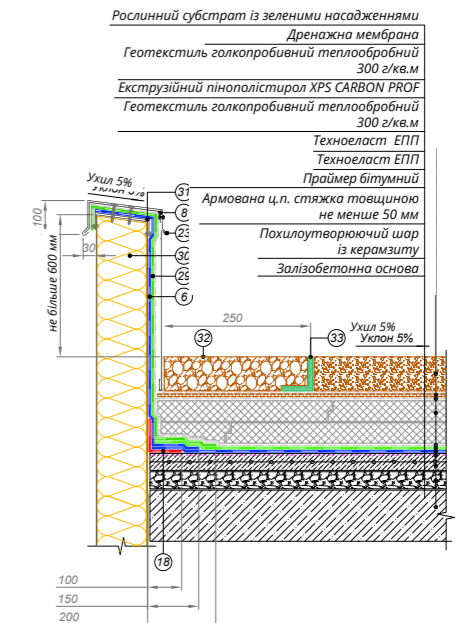 Рослинний субстрат із зеленими насадженнями
Дренажна мембрана
Геотекстиль голкопробивний теплообробний
300 г/кв.м
Екструзійний пінополістирол XPS CARBON PROF
Геотекстиль голкопробивний теплообробний
300 г/кв.м
Техноеласт ЕПП
Техноеласт ЕПП
Праймер бітумний
Армована ц.п. стяжка товщиною
не менше 50 мм
Похилоутворюючий шар
із керамзиту
Залізобетонна основа
Ухил 5%
Уклон 5%
31
100
8
23
30
30
29
6
не більше 600 мм
250
32
33
Ухил 5%
Уклон 5%
18
100
150
200